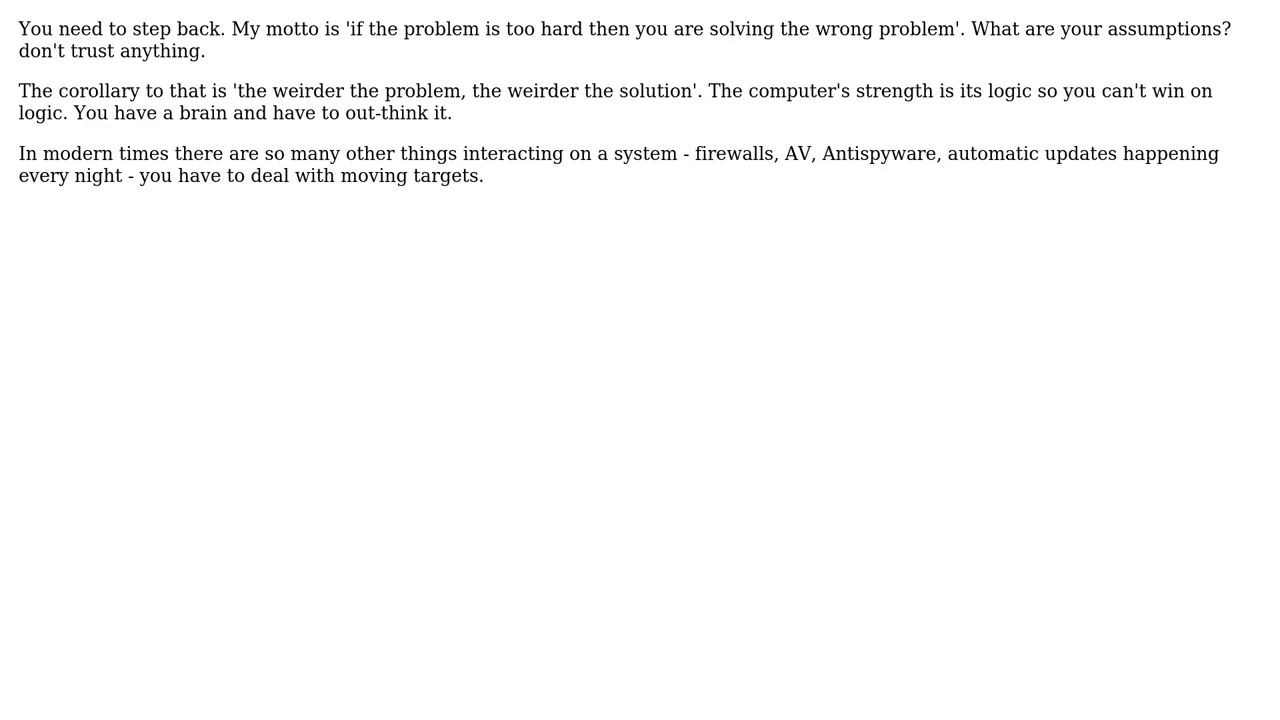 You need to step back. My motto is 'if the problem is too hard then you are solving the wrong problem'. What are your assumptions?
don't trust anything.
The corollary to that is 'the weirder the problem, the weirder the solution'. The computer's strength is its logic so you can't win on
logic. You have a brain and have to out-think it.
In modern times there are so many other things interacting on a system - firewalls, AV, Antispyware, automatic updates happening
every night - you have to deal with moving targets.